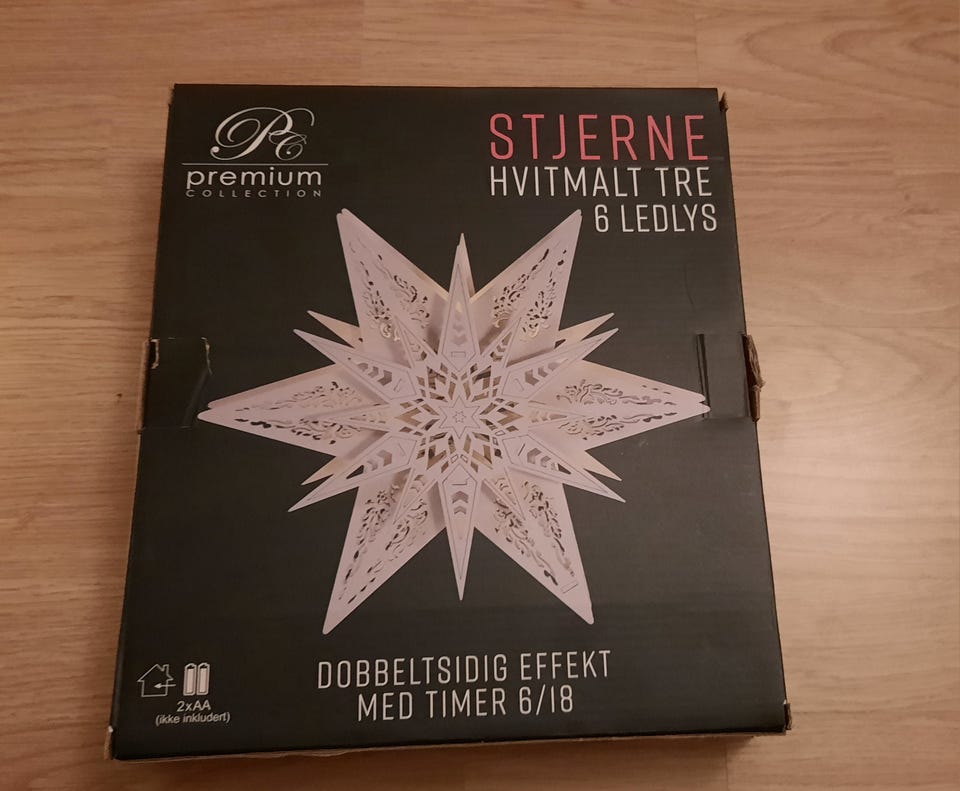 PC
premium
COLLECTION
STJERNE
HVITMALT TRE
6 LEDLYS
DOBBELTSIDIG EFFEKT
MED TIMER 6/18
2xAA
(ikke inkludert)